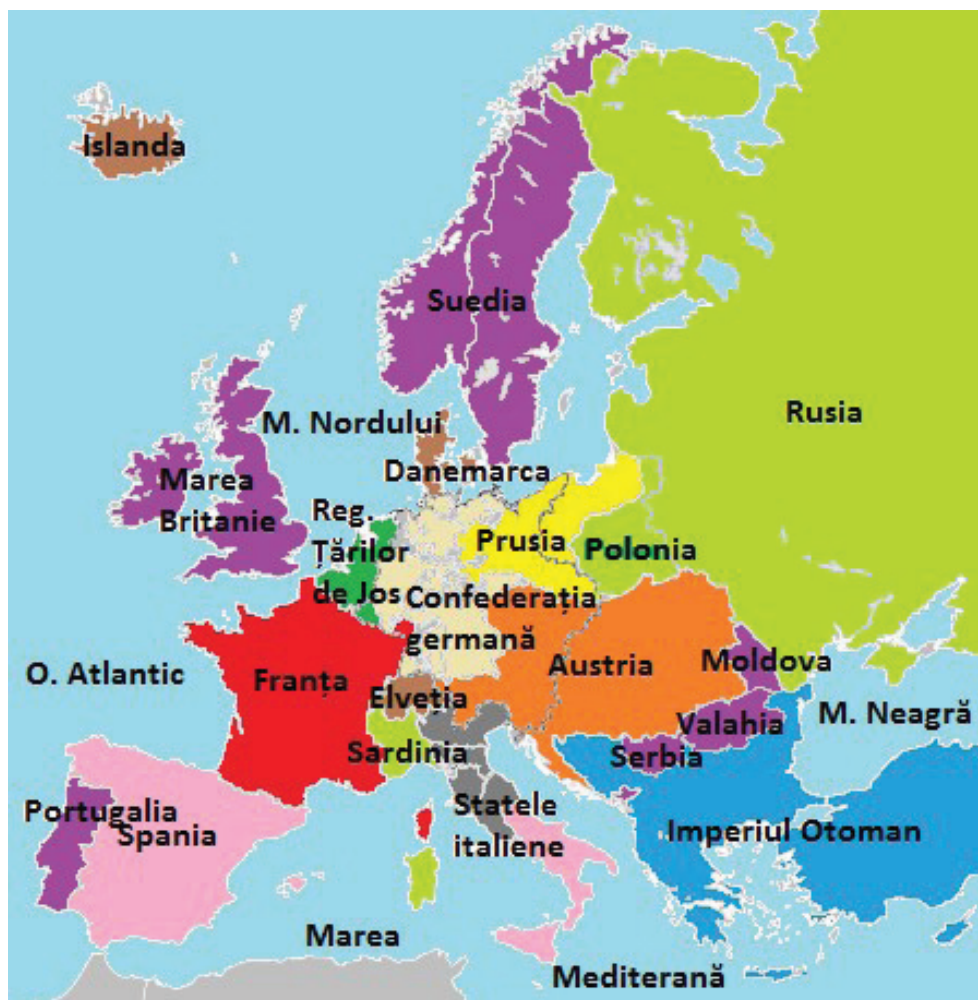 Islanda
Suedia
Rusia
M. Nordului
Danemarca
Marea
Britanie
Reg.
Țărilor
de Jos
Prusia
Polonia
Confederația
germană
O. Atlantic
Franța
Elveția
Austria
Moldova
Valahia
M. Neagră
Sardinia
Serbia
Portugalia
Spania
Statele
italiene
Imperiul Otoman
Marea
Mediterană